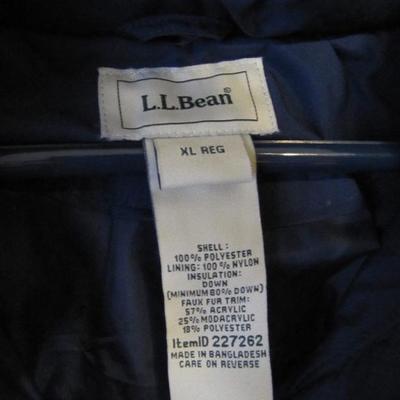 L.L.Bean®
XL REG
SHELL:
100% POLYESTER
LINING: 100% NYLON
INSULATION:
DOWN
(MINIMUM 80% DOWN)
FAUX FUR TRIM:
57% ACRYLIC
25% MODACRYLIC
18% POLYESTER
ItemID 227262
MADE IN BANGLADESH
CARE ON REVERSE